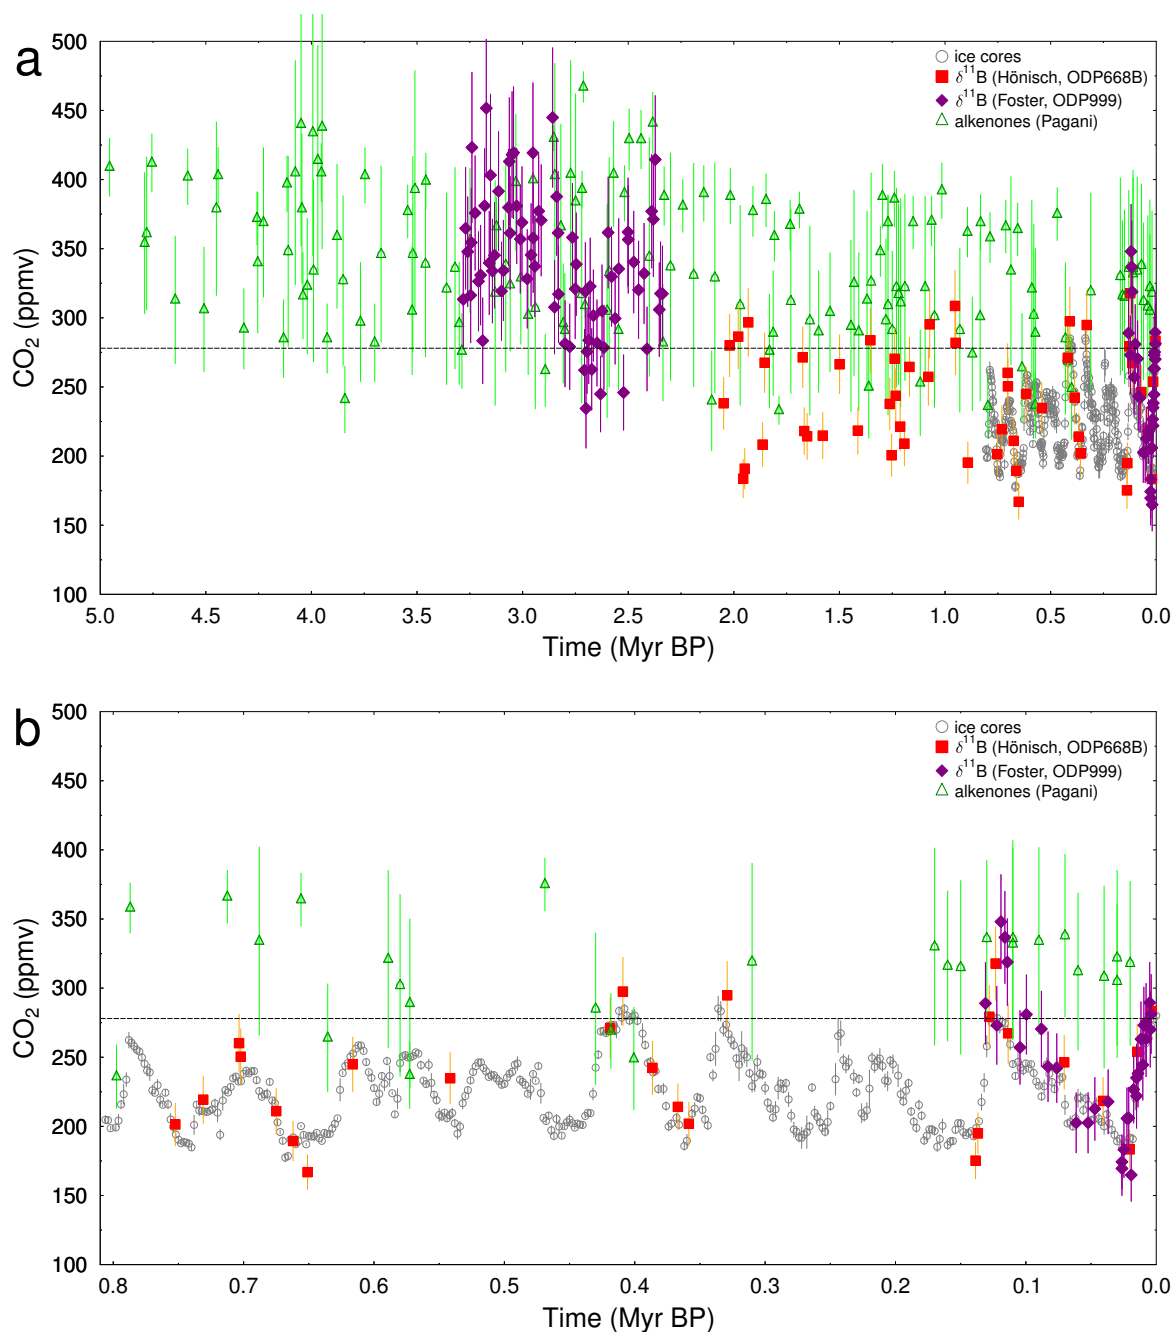 a
500
450
400
350
300
250
200
150
100
CO2 (ppmv)
ice cores
δ11B (Hönisch, ODP668B)
δ11B (Foster, ODP999)
alkenones (Pagani)
5.0 4.5 4.0 3.5 3.0 2.5 2.0 1.5 1.0 0.5 0.0
Time (Myr BP)
b
500
450
400
350
300
250
200
150
100
CO2 (ppmv)
ice cores
δ11B (Hönisch, ODP668B)
δ11B (Foster, ODP999)
alkenones (Pagani)
0.8 0.7 0.6 0.5 0.4 0.3 0.2 0.1 0.0
Time (Myr BP)